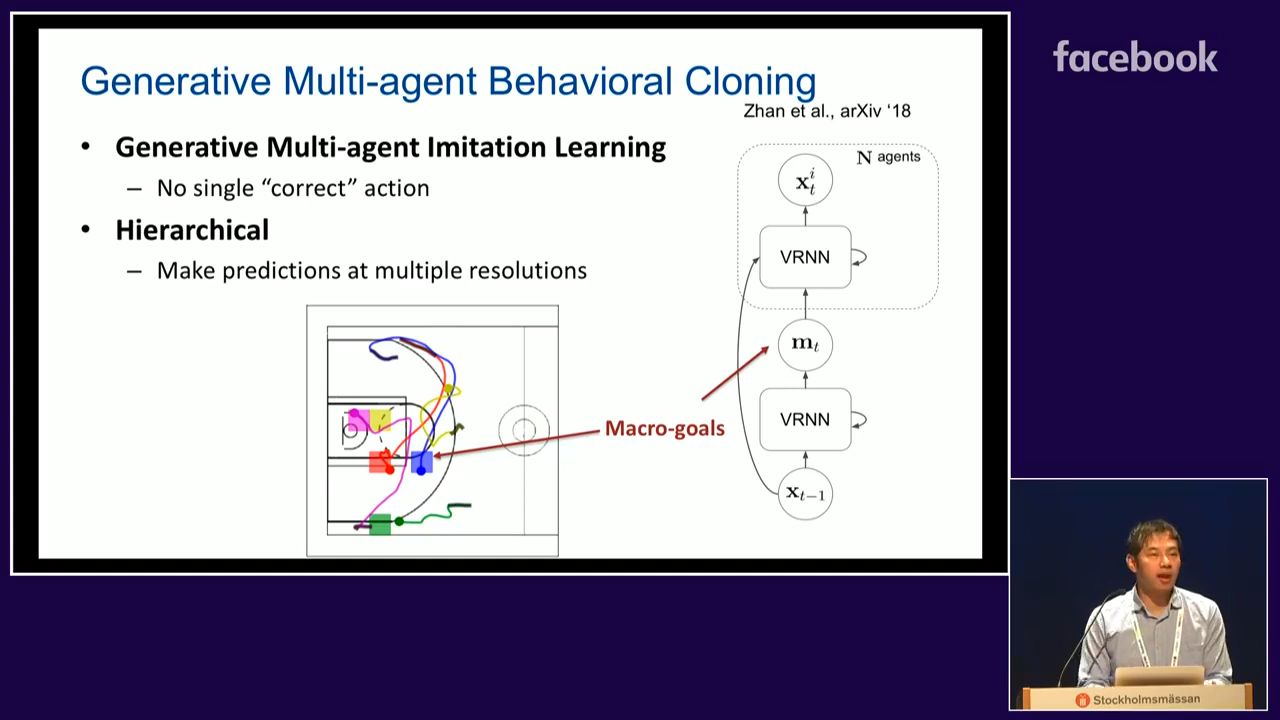 Generative Multi-agent Behavioral Cloning
Zhan et al., arXiv ‘18
• Generative Multi-agent Imitation Learning
– No single “correct” action
• Hierarchical
– Make predictions at multiple resolutions
N agents
x_t^i
VRNN
m_t
VRNN
x_{t−1}
Macro-goals
facebook
Stockholmsmässan